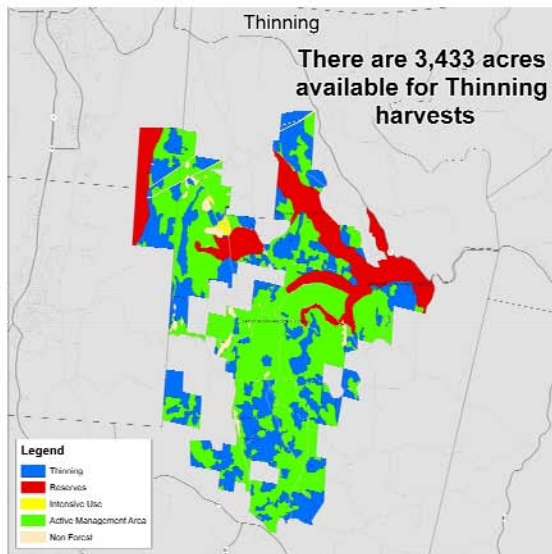 Thinning
There are 3,433 acres
available for Thinning
harvests
Legend
Thinning
Reserves
Intensive Use
Active Management Area
Non Forest